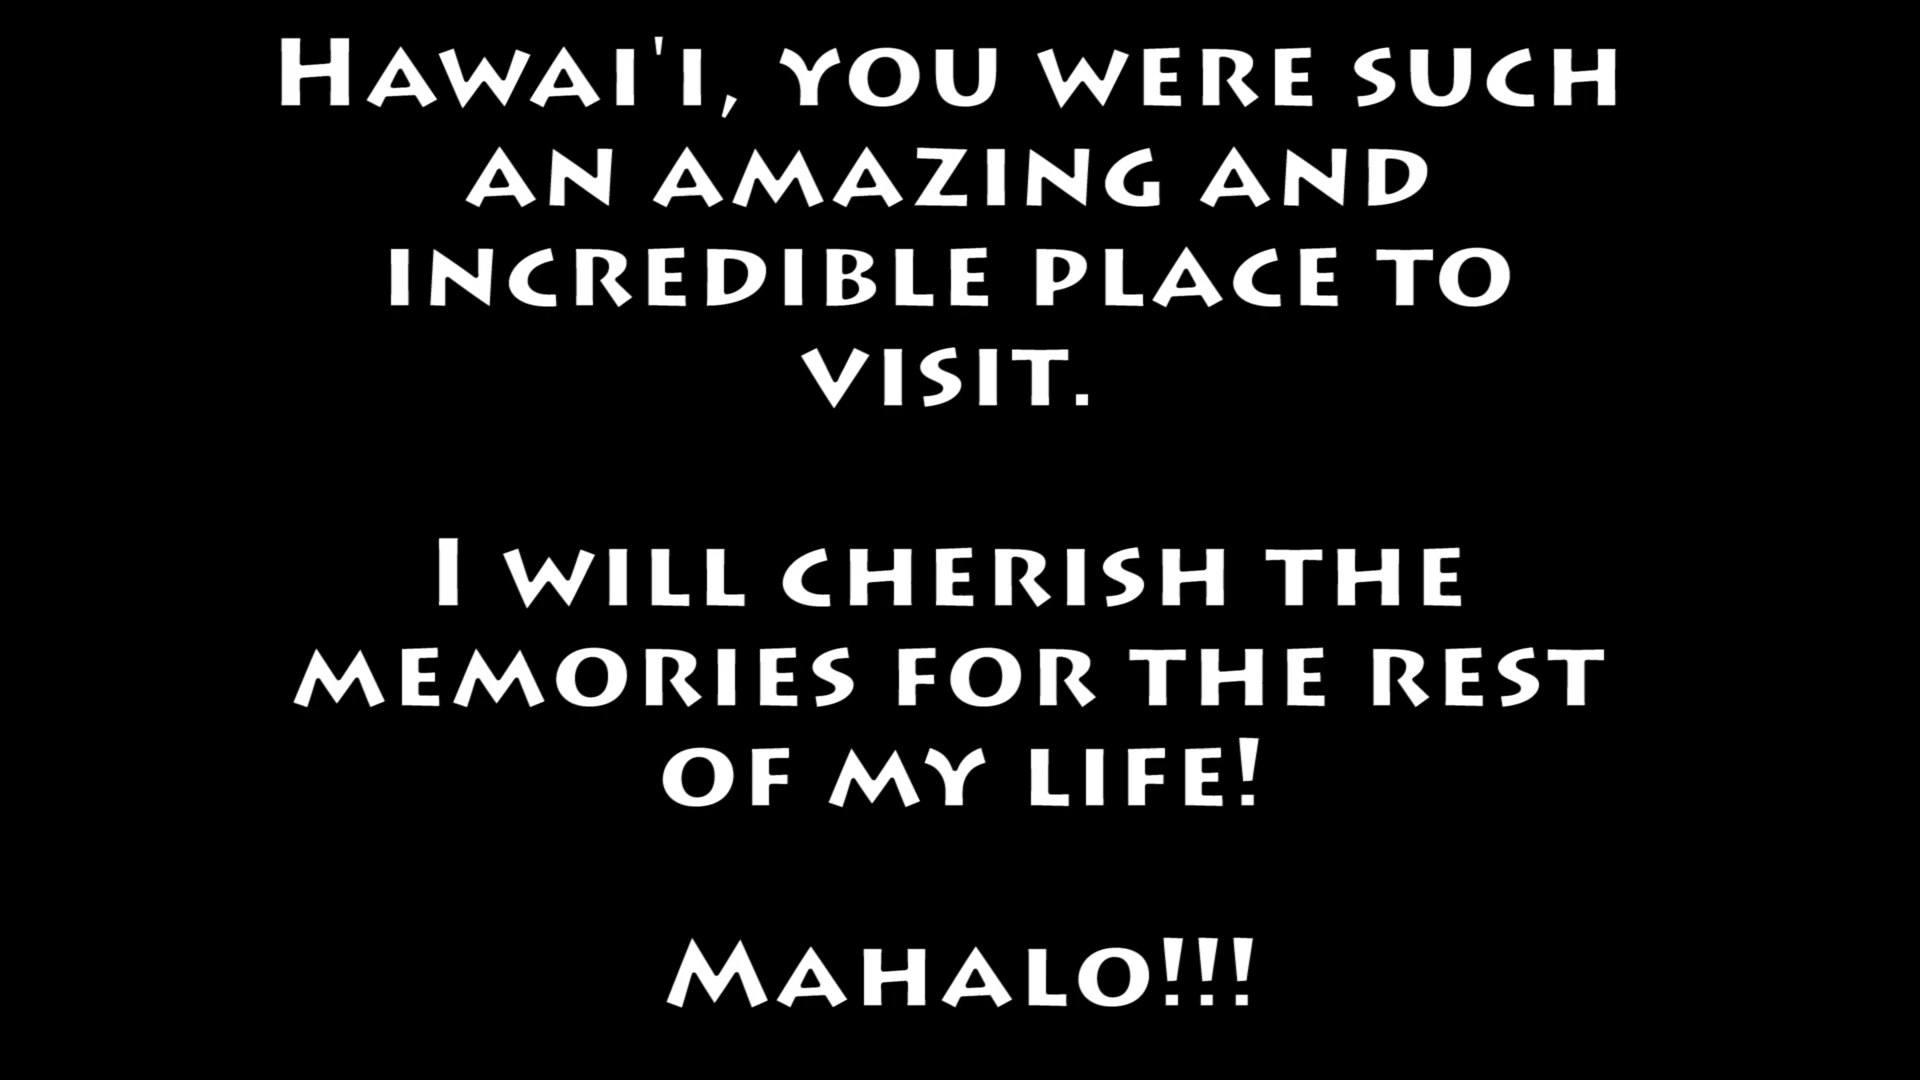 Hawai'i, you were such
an amazing and
incredible place to
visit.
I will cherish the
memories for the rest
of my life!
Mahalo!!!